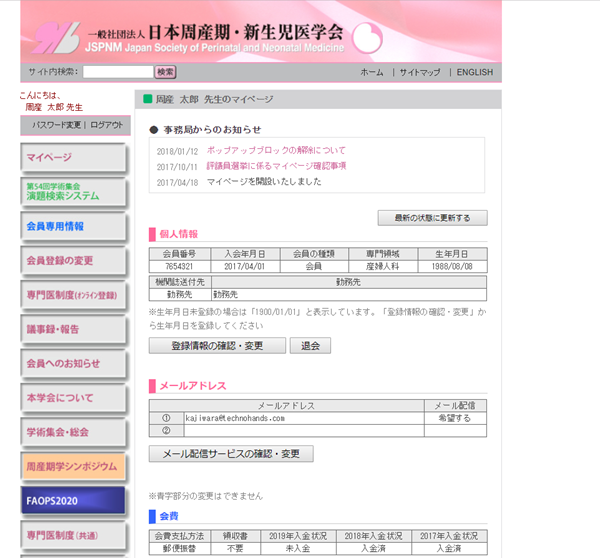 一般社団法人 日本周産期・新生児医学会
JSPNM Japan Society of Perinatal and Neonatal Medicine
サイト内検索: 検索
ホーム | サイトマップ | ENGLISH
こんにちは、
周産 太郎 先生
パスワード変更 | ログアウト
マイページ
第54回学術集会
演題検索システム
会員専用情報
会員登録の変更
専門医制度(オンライン登録)
議事録・報告
会員へのお知らせ
本学会について
学術集会・総会
周産期学シンポジウム
FAOPS2020
専門医制度(共通)
周産 太郎 先生のマイページ
● 事務局からのお知らせ
2018/01/12 ポップアップブロックの解除について
2017/10/11 評議員選挙に係るマイページ確認事項
2017/04/18 マイページを開設いたしました
最新の状態に更新する
個人情報
会員番号 入会年月日 会員の種類 専門領域 生年月日
7654321 2017/04/01 会員 産婦人科 1988/08/08
機関誌送付先 勤務先
勤務先 勤務先
※生年月日未登録の場合は「1900/01/01」と表示しています。「登録情報の確認・変更」か
ら生年月日を登録してください
登録情報の確認・変更 退会
メールアドレス
メールアドレス メール配信
① kajiwara@technohands.com 希望する
②
メール配信サービスの確認・変更
※青字部分の変更はできません
会費
会費支払方法 領収書 2019年入金状況 2018年入金状況 2017年入金状況
郵便振替 不要 未入金 入金済 入金済